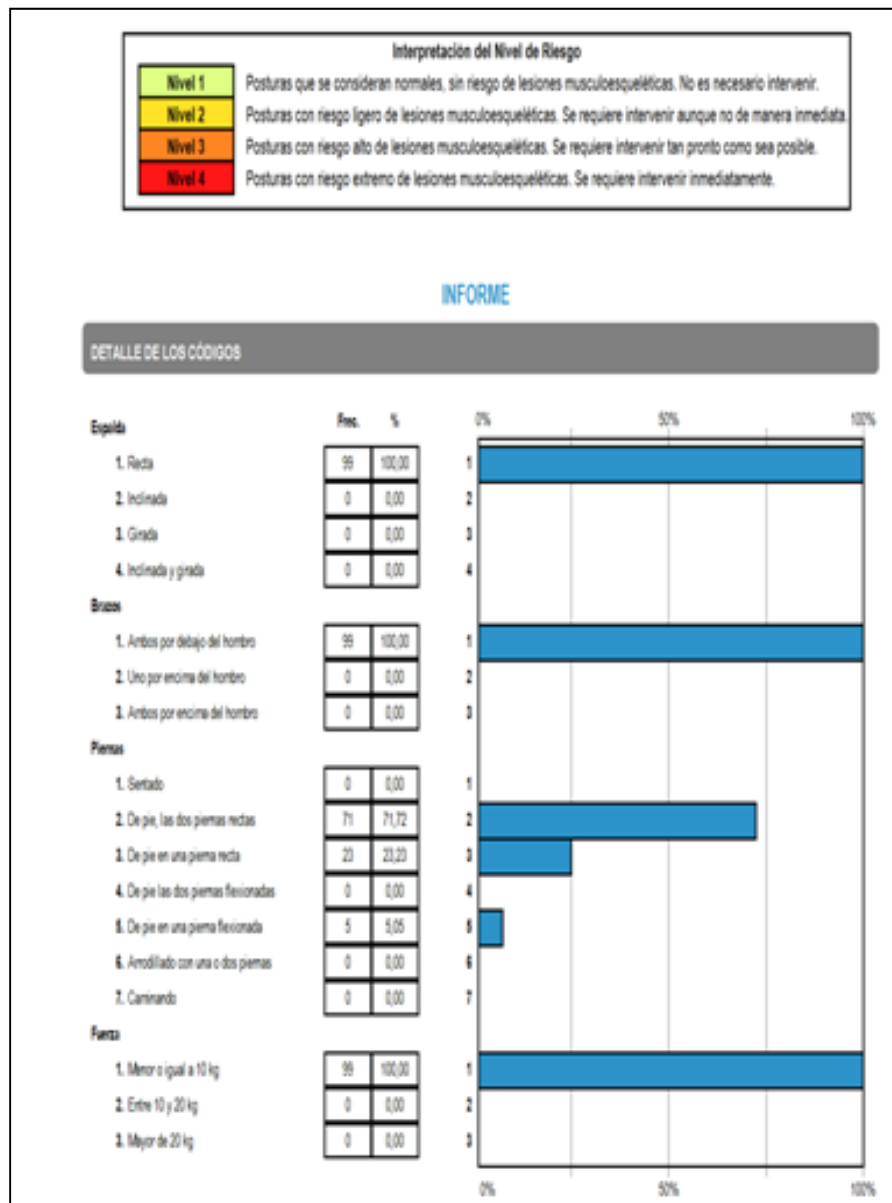 Interpretación del Nivel de Riesgo
Nivel 1 Posturas que se consideran normales, sin riesgo de lesiones musculoesqueléticas. No es necesario intervenir.
Nivel 2 Posturas con riesgo ligero de lesiones musculoesqueléticas. Se requiere intervenir aunque no de manera inmediata.
Nivel 3 Posturas con riesgo alto de lesiones musculoesqueléticas. Se requiere intervenir tan pronto como sea posible.
Nivel 4 Posturas con riesgo extremo de lesiones musculoesqueléticas. Se requiere intervenir inmediatamente.
INFORME
DETALLE DE LOS CÓDIGOS
Espalda Frec. % 0% 50% 100%
1. Recta 99 100,00 1
2. Inclinada 0 0,00 2
3. Girada 0 0,00 3
4. Inclinada y girada 0 0,00 4
Brazos
1. Ambos por debajo del hombro 99 100,00 1
2. Uno por encima del hombro 0 0,00 2
3. Ambos por encima del hombro 0 0,00 3
Piernas
1. Sentado 0 0,00 1
2. De pie, las dos piernas rectas 71 71,72 2
3. De pie en una pierna recta 23 23,23 3
4. De pie las dos piernas flexionadas 0 0,00 4
5. De pie en una pierna flexionada 5 5,05 5
6. Arrodillado con una o dos piernas 0 0,00 6
7. Caminando 0 0,00 7
Fuerza
1. Menor o igual a 10 kg 99 100,00 1
2. Entre 10 y 20 kg 0 0,00 2
3. Mayor de 20 kg 0 0,00 3
0% 50% 100%